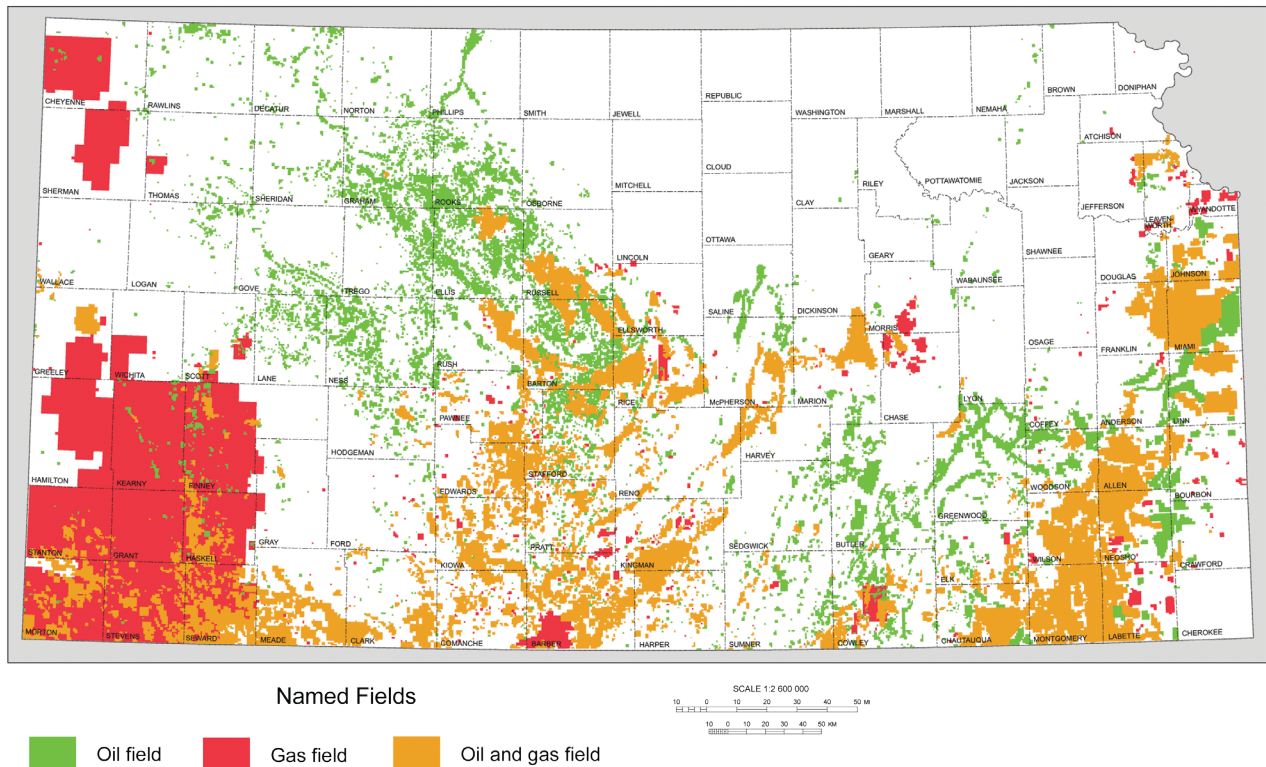 REPUBLIC
BROWN
DONIPHAN
CHEYENNE
RAWLINS
DECATUR
NORTON
PHILLIPS
SMITH
JEWELL
WASHINGTON
MARSHALL
NEMAHA
ATCHISON
CLOUD
SHERMAN
THOMAS
SHERIDAN
GRAHAM
ROOKS
OSBORNE
MITCHELL
CLAY
RILEY
POTTAWATOMIE
JACKSON
JEFFERSON
LEAVEN-
WORTH
WYANDOTTE
WALLACE
LOGAN
GOVE
TREGO
ELLIS
RUSSELL
LINCOLN
OTTAWA
GEARY
WABAUNSEE
SHAWNEE
DOUGLAS
JOHNSON
GREELEY
WICHITA
SCOTT
LANE
NESS
RUSH
BARTON
ELLSWORTH
SALINE
DICKINSON
MORRIS
OSAGE
FRANKLIN
MIAMI
PAWNEE
RICE
McPHERSON
MARION
CHASE
LYON
COFFEY
ANDERSON
LINN
HAMILTON
KEARNY
FINNEY
HODGEMAN
EDWARDS
STAFFORD
RENO
HARVEY
GREENWOOD
WOODSON
ALLEN
BOURBON
STANTON
GRANT
HASKELL
GRAY
FORD
KIOWA
PRATT
KINGMAN
SEDGWICK
BUTLER
ELK
WILSON
NEOSHO
CRAWFORD
MORTON
STEVENS
SEWARD
MEADE
CLARK
COMANCHE
BARBER
HARPER
SUMNER
COWLEY
CHAUTAUQUA
MONTGOMERY
LABETTE
CHEROKEE
Named Fields
SCALE 1:2 600 000
10 0 10 20 30 40 50 MI
10 0 10 20 30 40 50 KM
Oil field
Gas field
Oil and gas field